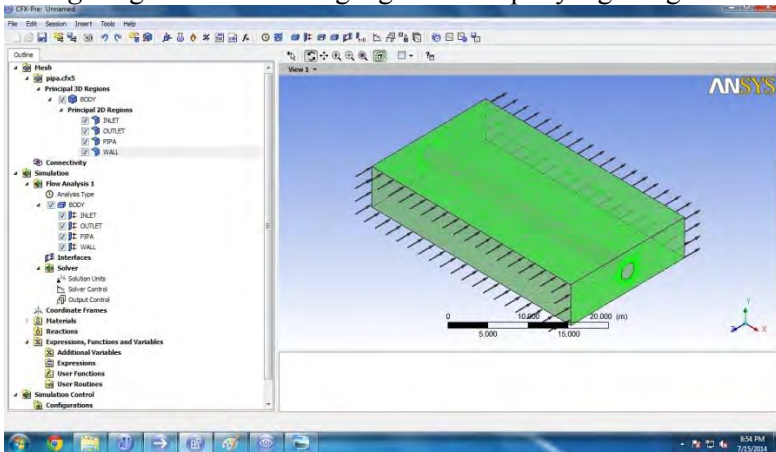 CFX-Pre: Unnamed
File Edit Session Insert Tools Help
Outline
Mesh
pipa.cfx5
Principal 3D Regions
BODY
Principal 2D Regions
INLET
OUTLET
PIPA
WALL
Connectivity
Simulation
Flow Analysis 1
Analysis Type
BODY
INLET
OUTLET
PIPA
WALL
Interfaces
Solver
Solution Units
Solver Control
Output Control
Coordinate Frames
Materials
Reactions
Expressions, Functions and Variables
Additional Variables
Expressions
User Functions
User Routines
Simulation Control
Configurations
View 1
ANSYS
0 10.000 20.000 (m)
5.000 15.000
Y
Z X
8:54 PM
7/15/2014